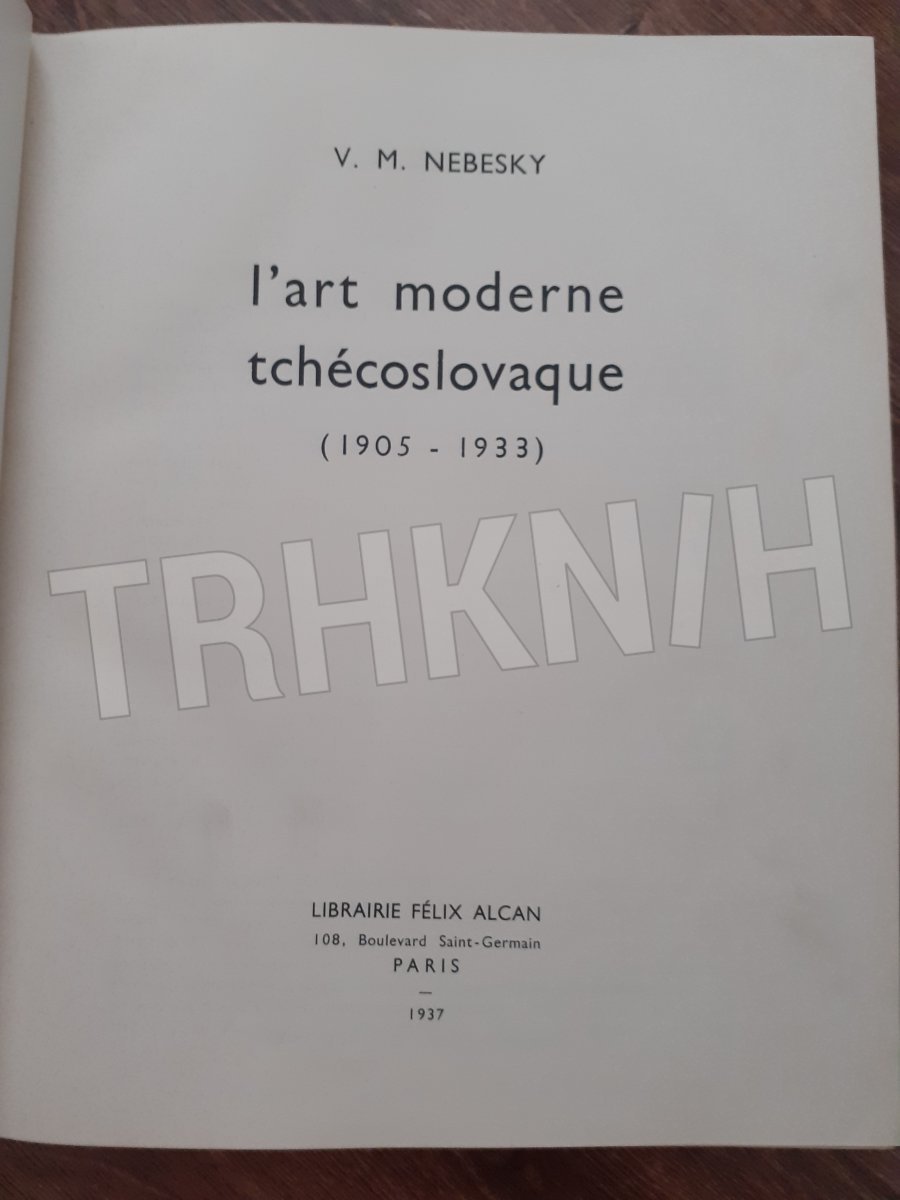 V. M. NEBESKY
l'art moderne
tchécoslovaque
(1905 - 1933)
TRHKNIH
LIBRAIRIE FÉLIX ALCAN
108, Boulevard Saint-Germain
PARIS
—
1937